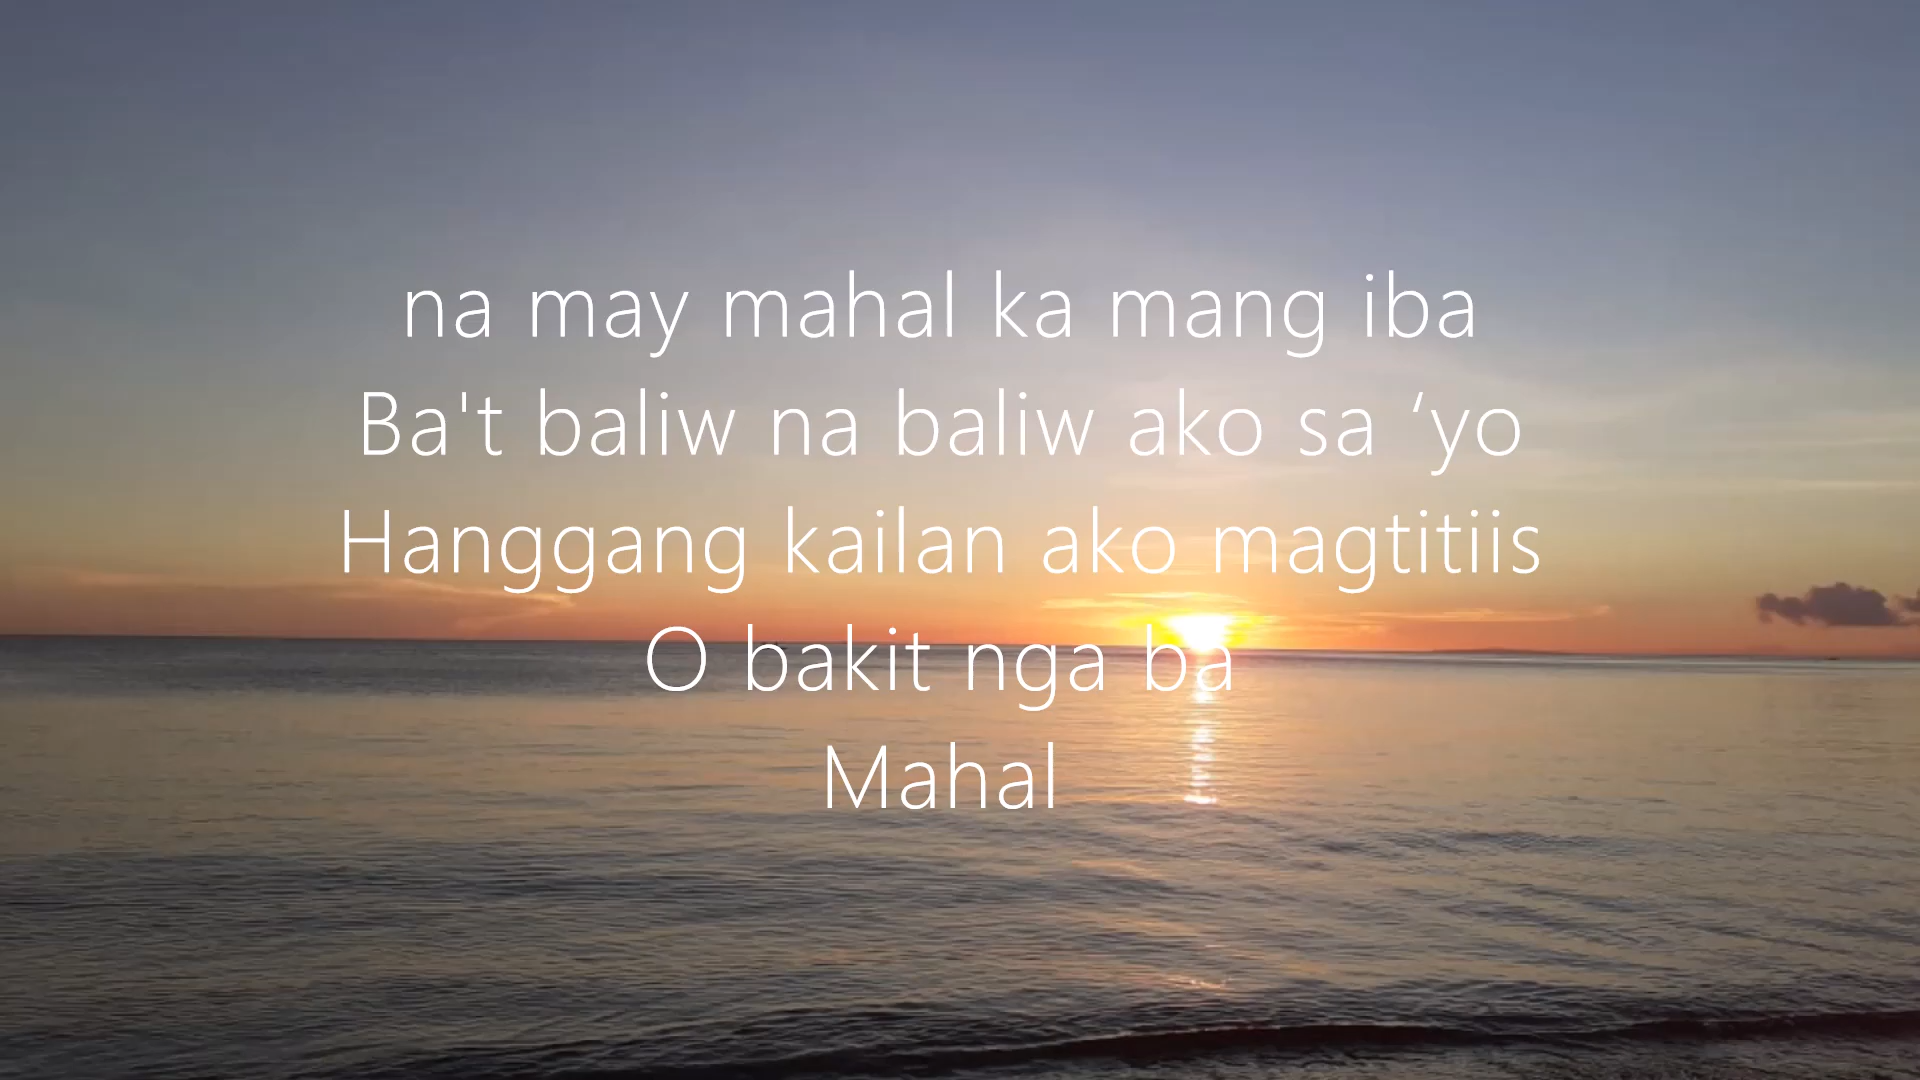 na may mahal ka mang iba
Ba't baliw na baliw ako sa ‘yo
Hanggang kailan ako magtitiis
O bakit nga ba
Mahal